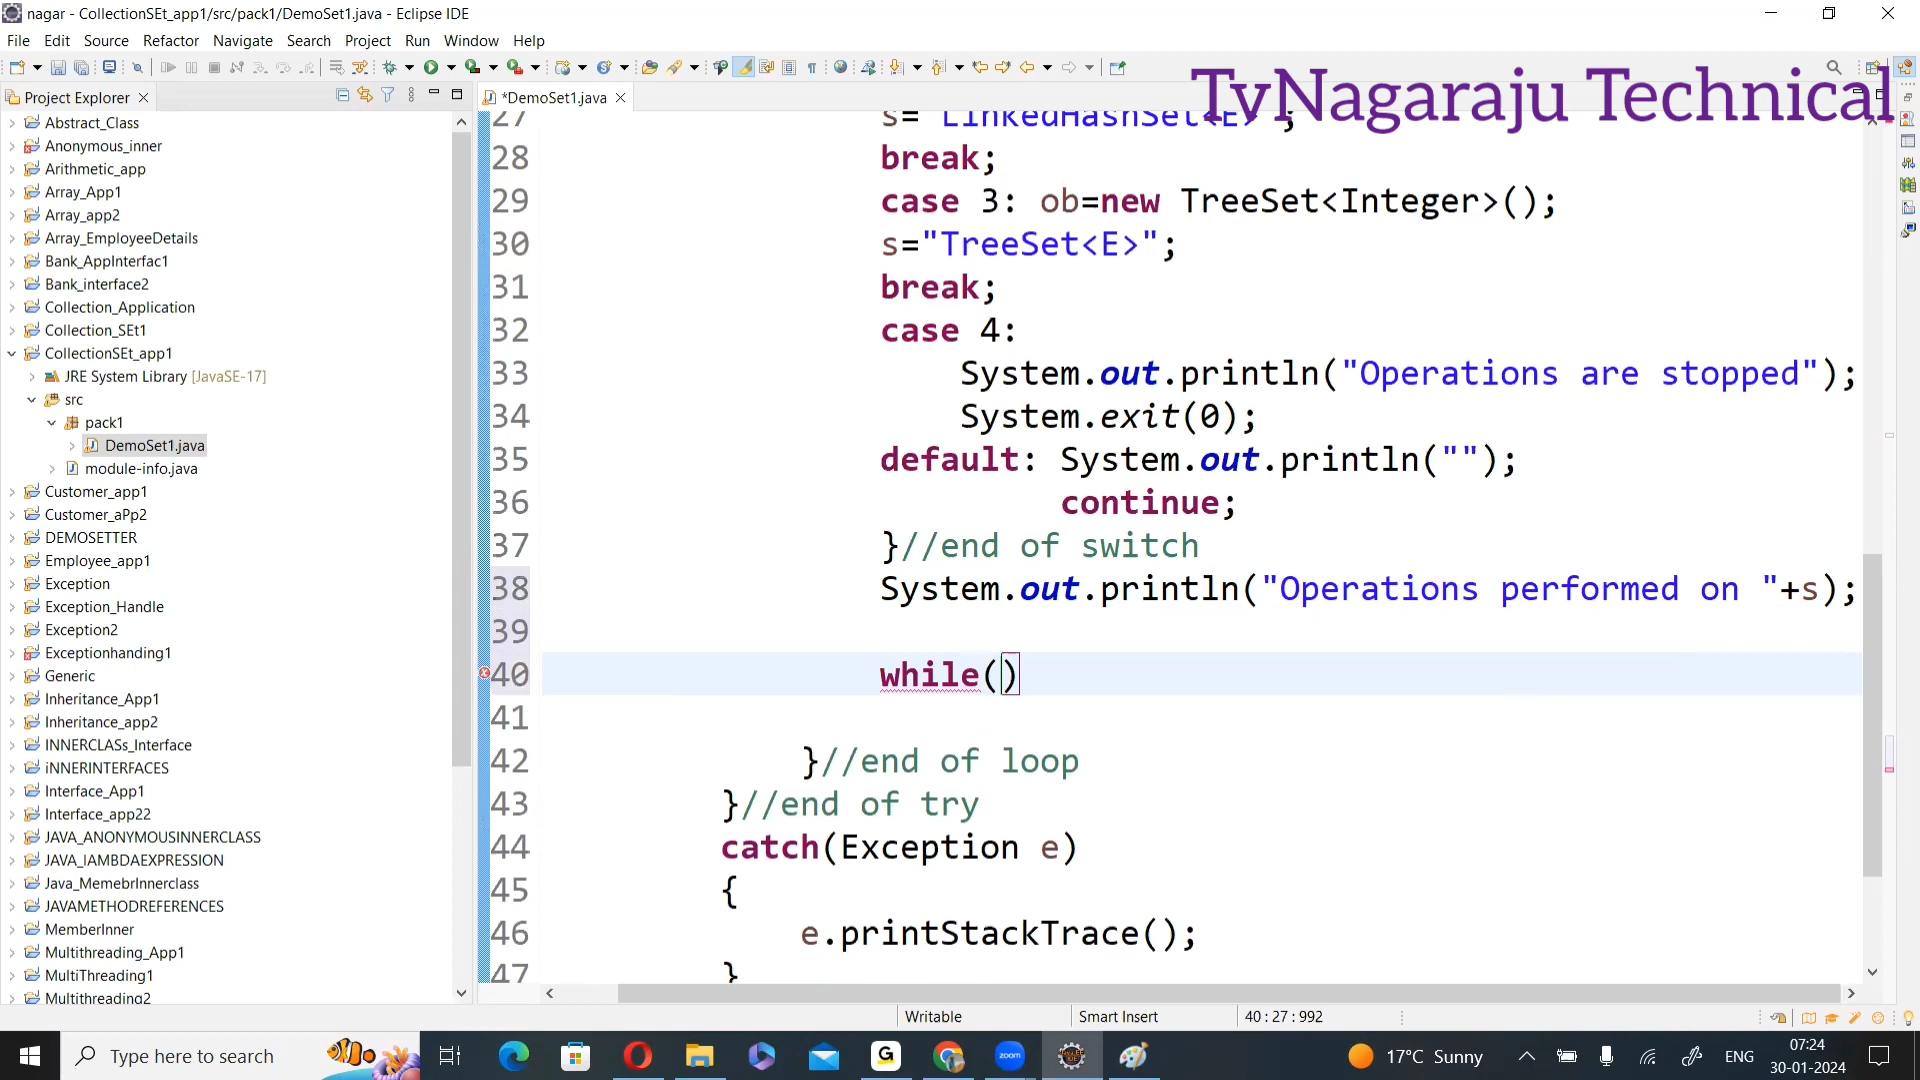 nagar - CollectionSEt_app1/src/pack1/DemoSet1.java - Eclipse IDE
File Edit Source Refactor Navigate Search Project Run Window Help
TvNagaraju Technical
Project Explorer
*DemoSet1.java
Abstract_Class
Anonymous_inner
Arithmetic_app
Array_App1
Array_app2
Array_EmployeeDetails
Bank_AppInterfac1
Bank_interface2
Collection_Application
Collection_SEt1
CollectionSEt_app1
JRE System Library [JavaSE-17]
src
pack1
DemoSet1.java
module-info.java
Customer_app1
Customer_aPp2
DEMOSETTER
Employee_app1
Exception
Exception_Handle
Exception2
Exceptionhanding1
Generic
Inheritance_App1
Inheritance_app2
INNERCLASs_Interface
iNNERINTERFACES
Interface_App1
Interface_app22
JAVA_ANONYMOUSINNERCLASS
JAVA_lAMBDAEXPRESSION
Java_MemebrInnerclass
JAVAMETHODREFERENCES
MemberInner
Multithreading_App1
MultiThreading1
Multithreading2
27 s="LinkedHashSet<E>";
28 break;
29 case 3: ob=new TreeSet<Integer>();
30 s="TreeSet<E>";
31 break;
32 case 4:
33 System.out.println("Operations are stopped");
34 System.exit(0);
35 default: System.out.println("");
36 continue;
37 }//end of switch
38 System.out.println("Operations performed on "+s);
39
40 while()
41
42 }//end of loop
43 }//end of try
44 catch(Exception e)
45 {
46 e.printStackTrace();
47 }
Writable Smart Insert 40 : 27 : 992
Type here to search
G
zoom
17°C Sunny
ENG
07:24
30-01-2024